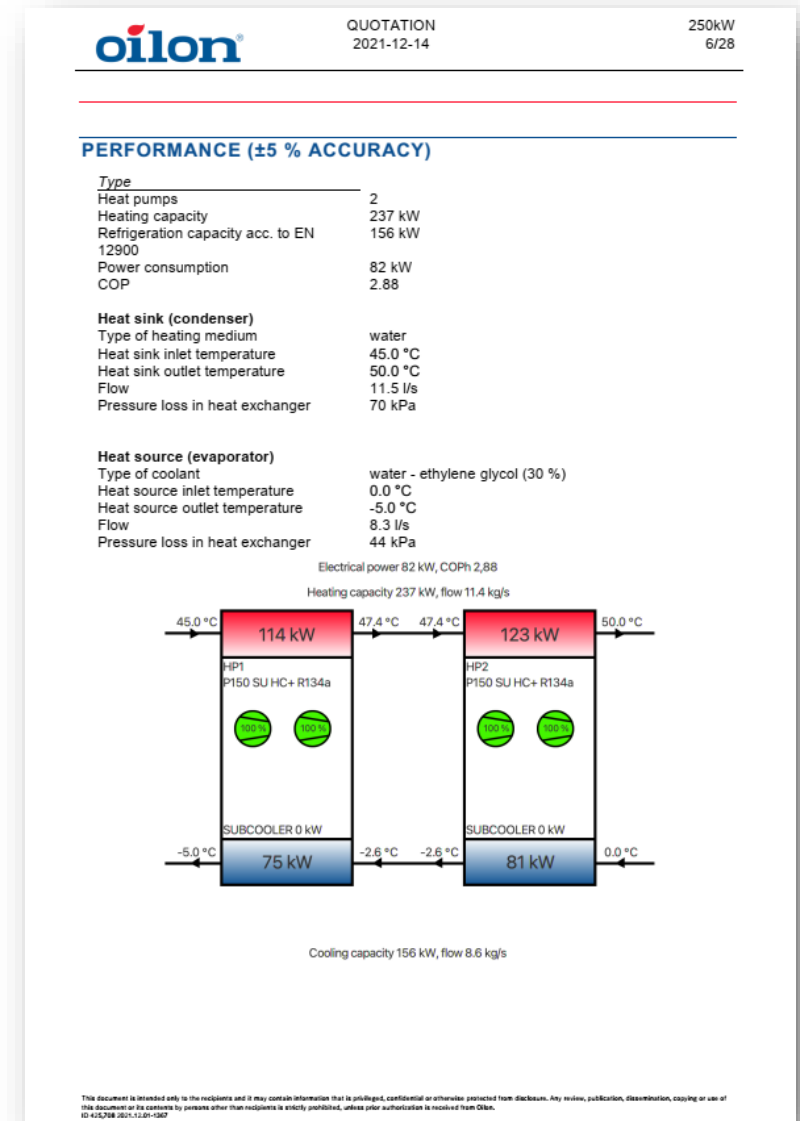 oilon®
QUOTATION
2021-12-14
250kW
6/28
PERFORMANCE (±5 % ACCURACY)
Type
Heat pumps 2
Heating capacity 237 kW
Refrigeration capacity acc. to EN 156 kW
12900
Power consumption 82 kW
COP 2.88
Heat sink (condenser)
Type of heating medium water
Heat sink inlet temperature 45.0 °C
Heat sink outlet temperature 50.0 °C
Flow 11.5 l/s
Pressure loss in heat exchanger 70 kPa
Heat source (evaporator)
Type of coolant water - ethylene glycol (30 %)
Heat source inlet temperature 0.0 °C
Heat source outlet temperature -5.0 °C
Flow 8.3 l/s
Pressure loss in heat exchanger 44 kPa
Electrical power 82 kW, COPh 2,88
Heating capacity 237 kW, flow 11.4 kg/s
45.0 °C 114 kW 47.4 °C 47.4 °C 123 kW 50.0 °C
HP1 HP2
P150 SU HC+ R134a P150 SU HC+ R134a
100 % 100 % 100 % 100 %
SUBCOOLER 0 kW SUBCOOLER 0 kW
-5.0 °C 75 kW -2.6 °C -2.6 °C 81 kW 0.0 °C
Cooling capacity 156 kW, flow 8.6 kg/s
This document is intended only to the recipients and it may contain information that is privileged, confidential or otherwise protected from disclosure. Any review, publication, dissemination, copying or use of
this document or its contents by persons other than recipients is strictly prohibited, unless prior authorization is received from Oilon.
ID 425,708 2021.12.01-1367